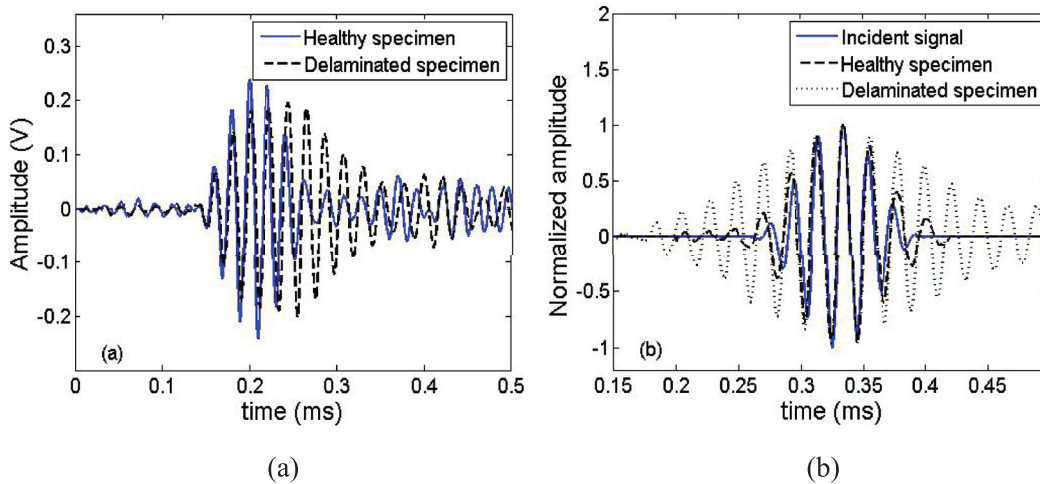 Healthy specimen
Delaminated specimen
0.3
0.2
0.1
0
-0.1
-0.2
Amplitude (V)
(a)
0 0.1 0.2 0.3 0.4 0.5
time (ms)
(a)
Incident signal
Healthy specimen
Delaminated specimen
2
1.5
1
0.5
0
-0.5
-1
Normalized amplitude
(b)
0.15 0.2 0.25 0.3 0.35 0.4 0.45
time (ms)
(b)